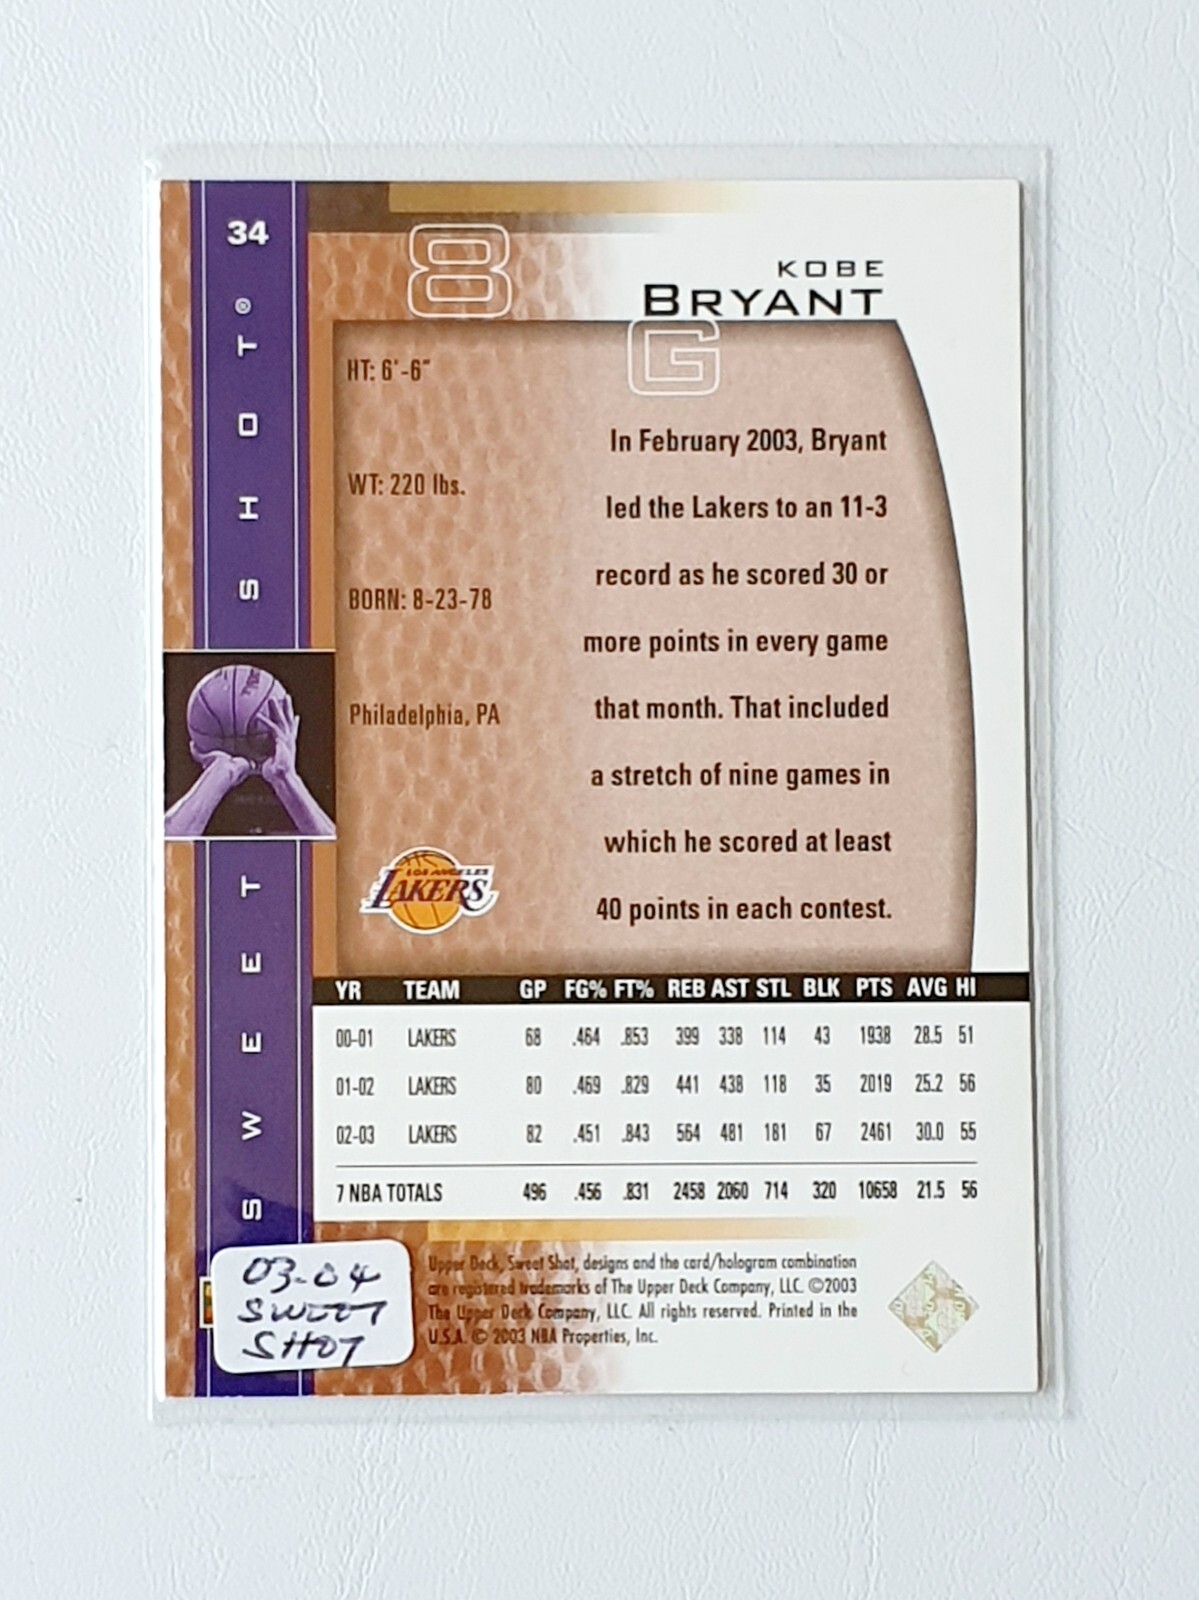 34
SWEET SHOT®
8
KOBE
BRYANT
G
HT: 6'-6"
WT: 220 lbs.
BORN: 8-23-78
Philadelphia, PA
In February 2003, Bryant
led the Lakers to an 11-3
record as he scored 30 or
more points in every game
that month. That included
a stretch of nine games in
which he scored at least
40 points in each contest.
LOS ANGELES
LAKERS
YR TEAM GP FG% FT% REB AST STL BLK PTS AVG HI
00-01 LAKERS 68 .464 .853 399 338 114 43 1938 28.5 51
01-02 LAKERS 80 .469 .829 441 438 118 35 2019 25.2 56
02-03 LAKERS 82 .451 .843 564 481 181 67 2461 30.0 55
7 NBA TOTALS 496 .456 .831 2458 2060 714 320 10658 21.5 56
03-04
SWEET
SHOT
Upper Deck, Sweet Shot, designs and the card/hologram combination
are registered trademarks of The Upper Deck Company, LLC. ©2003
The Upper Deck Company, LLC. All rights reserved. Printed in the
U.S.A. © 2003 NBA Properties, Inc.